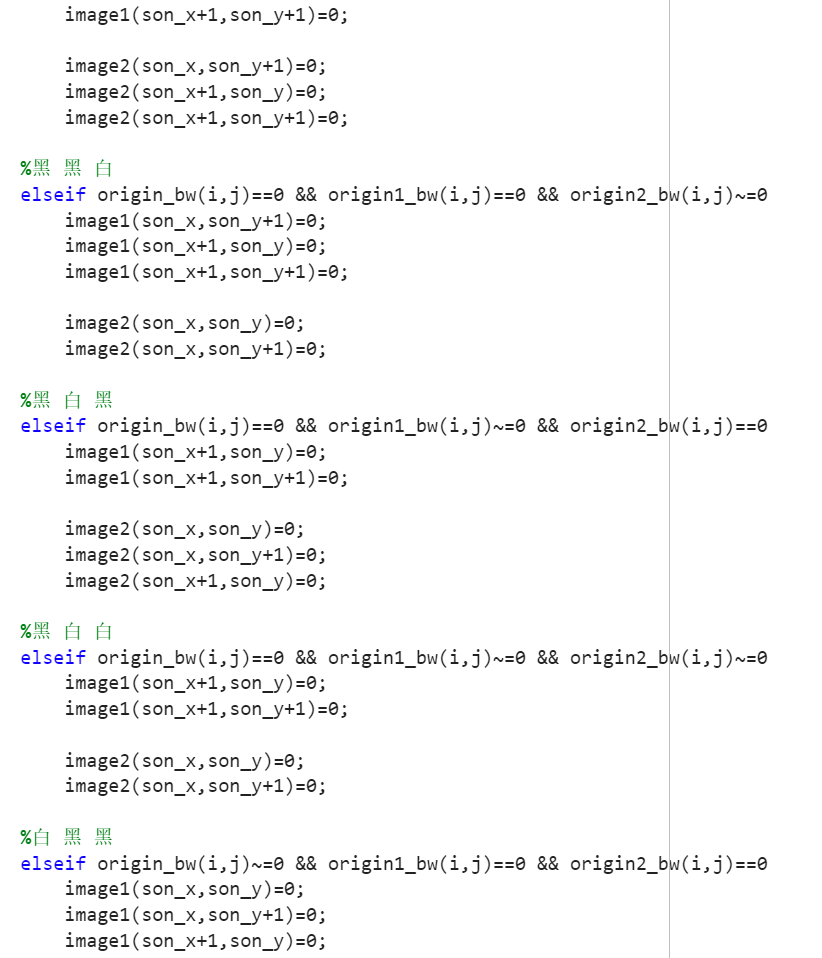 image1(son_x+1,son_y+1)=0;
image2(son_x,son_y+1)=0;
image2(son_x+1,son_y)=0;
image2(son_x+1,son_y+1)=0;
%黑 黑 白
elseif origin_bw(i,j)==0 && origin1_bw(i,j)==0 && origin2_bw(i,j)~=0
image1(son_x,son_y+1)=0;
image1(son_x+1,son_y)=0;
image1(son_x+1,son_y+1)=0;
image2(son_x,son_y)=0;
image2(son_x,son_y+1)=0;
%黑 白 黑
elseif origin_bw(i,j)==0 && origin1_bw(i,j)~=0 && origin2_bw(i,j)==0
image1(son_x+1,son_y)=0;
image1(son_x+1,son_y+1)=0;
image2(son_x,son_y)=0;
image2(son_x,son_y+1)=0;
image2(son_x+1,son_y)=0;
%黑 白 白
elseif origin_bw(i,j)==0 && origin1_bw(i,j)~=0 && origin2_bw(i,j)~=0
image1(son_x+1,son_y)=0;
image1(son_x+1,son_y+1)=0;
image2(son_x,son_y)=0;
image2(son_x,son_y+1)=0;
%白 黑 黑
elseif origin_bw(i,j)~=0 && origin1_bw(i,j)==0 && origin2_bw(i,j)==0
image1(son_x,son_y)=0;
image1(son_x,son_y+1)=0;
image1(son_x+1,son_y)=0;